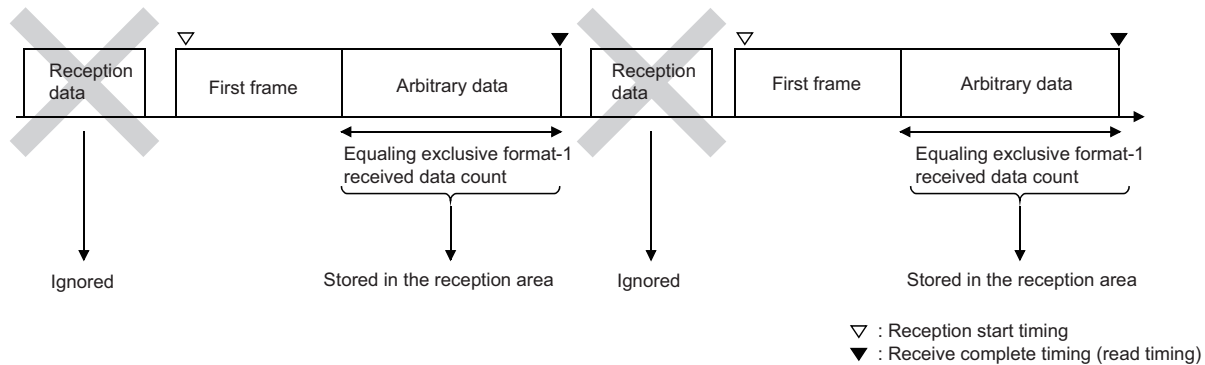 Reception
data
First frame
Arbitrary data
Reception
data
First frame
Arbitrary data
Equaling exclusive format-1
received data count
Equaling exclusive format-1
received data count
Ignored
Stored in the reception area
Ignored
Stored in the reception area
▽ : Reception start timing
▼ : Receive complete timing (read timing)